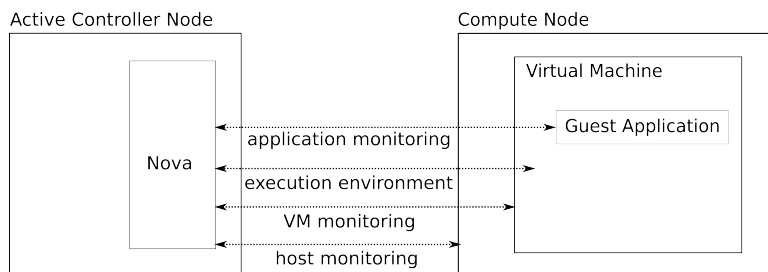 Active Controller Node
Compute Node
Virtual Machine
Guest Application
application monitoring
Nova
execution environment
VM monitoring
host monitoring